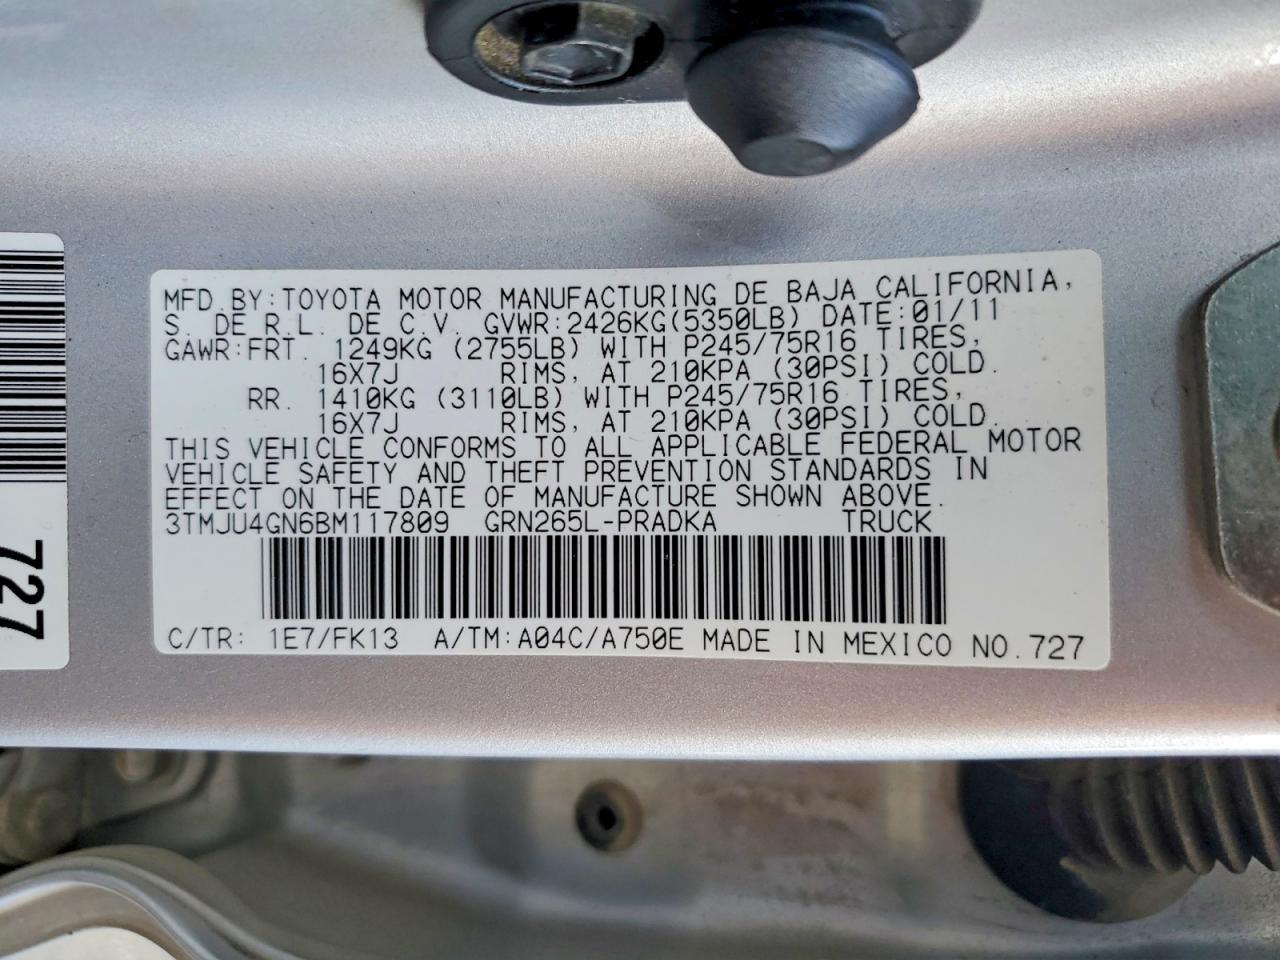 MFD.BY:TOYOTA MOTOR MANUFACTURING DE BAJA CALIFORNIA,
S. DE R.L. DE C.V. GVWR:2426KG(5350LB) DATE:01/11
GAWR:FRT. 1249KG (2755LB) WITH P245/75R16 TIRES,
16X7J RIMS, AT 210KPA (30PSI) COLD.
RR. 1410KG (3110LB) WITH P245/75R16 TIRES,
16X7J RIMS, AT 210KPA (30PSI) COLD.
THIS VEHICLE CONFORMS TO ALL APPLICABLE FEDERAL MOTOR
VEHICLE SAFETY AND THEFT PREVENTION STANDARDS IN
EFFECT ON THE DATE OF MANUFACTURE SHOWN ABOVE.
3TMJU4GN6BM117809 GRN265L-PRADKA TRUCK
C/TR: 1E7/FK13 A/TM:A04C/A750E MADE IN MEXICO NO.727
727